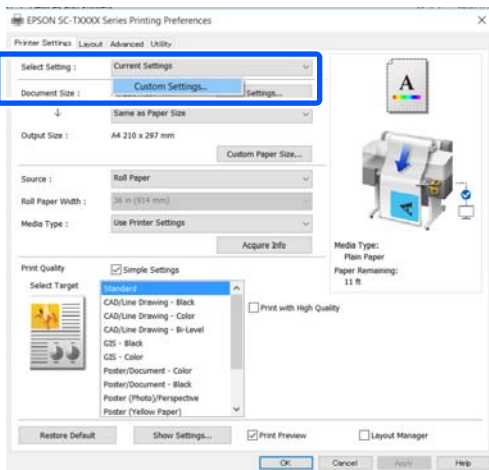 EPSON SC-TXXXX Series Printing Preferences
Printer Settings Layout Advanced Utility
Select Setting : Current Settings
Custom Settings...
Document Size : Settings...
Same as Paper Size
Output Size : A4 210 x 297 mm
Custom Paper Size...
Source : Roll Paper
Roll Paper Width : 36 in (914 mm)
Media Type : Use Printer Settings
Acquire Info
Media Type:
Plain Paper
Paper Remaining:
11 ft
Print Quality Simple Settings
Select Target
Standard
CAD/Line Drawing - Black
CAD/Line Drawing - Color
CAD/Line Drawing - Bi-Level
GIS - Black
GIS - Color
Poster/Document - Color
Poster/Document - Black
Poster (Photo)/Perspective
Poster (Yellow Paper)
Print with High Quality
A
A
Restore Default Show Settings... Print Preview Layout Manager
OK Cancel Apply Help